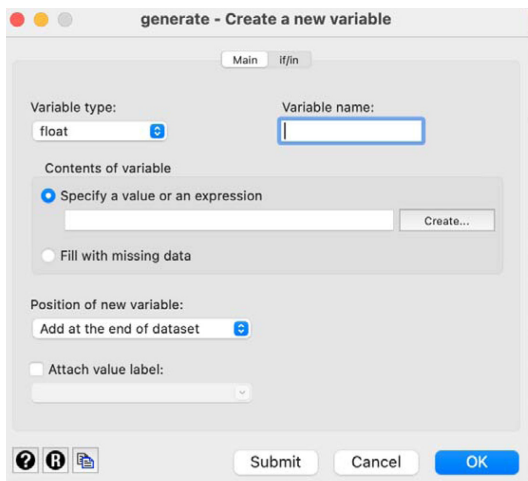 generate - Create a new variable
Main if/in
Variable type: Variable name:
float
Contents of variable
Specify a value or an expression
Create...
Fill with missing data
Position of new variable:
Add at the end of dataset
Attach value label:
? R Submit Cancel OK